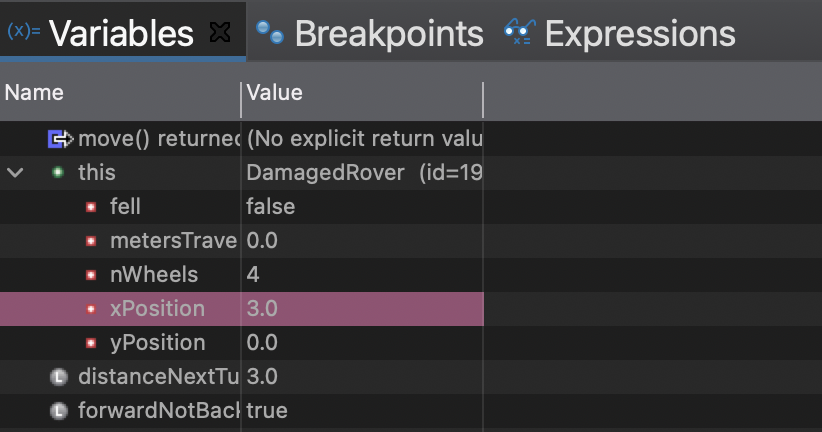 (x)= Variables Breakpoints Expressions
Name Value
move() returned (No explicit return valu
this DamagedRover (id=19
fell false
metersTrave 0.0
nWheels 4
xPosition 3.0
yPosition 0.0
L distanceNextTu 3.0
L forwardNotBack true